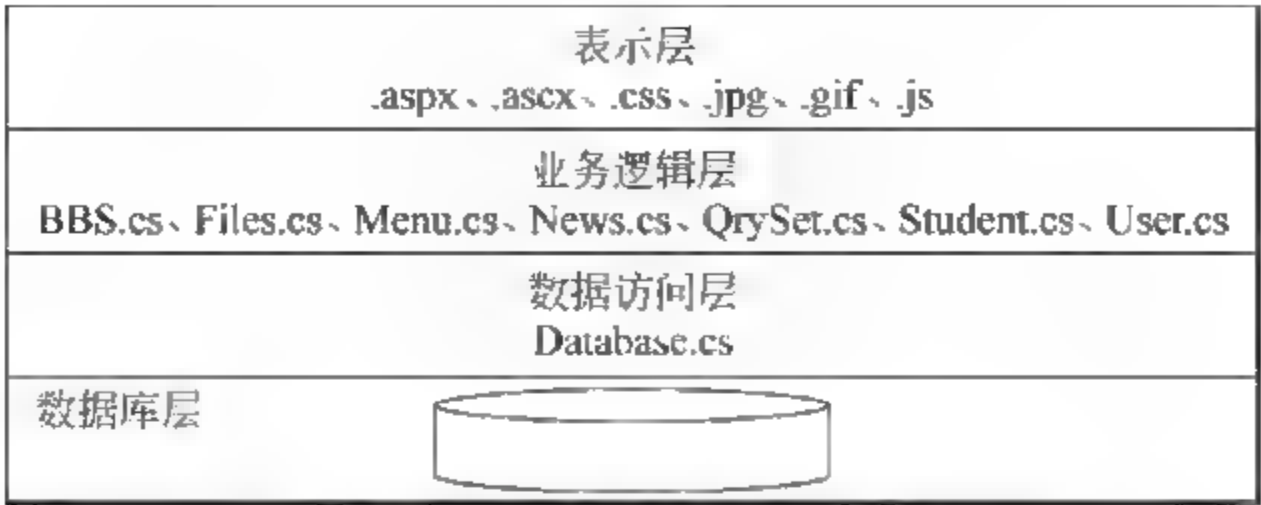 表示层
.aspx、.ascx、.css、.jpg、.gif、.js
业务逻辑层
BBS.cs、Files.cs、Menu.cs、News.cs、QrySet.cs、Student.cs、User.cs
数据访问层
Database.cs
数据库层